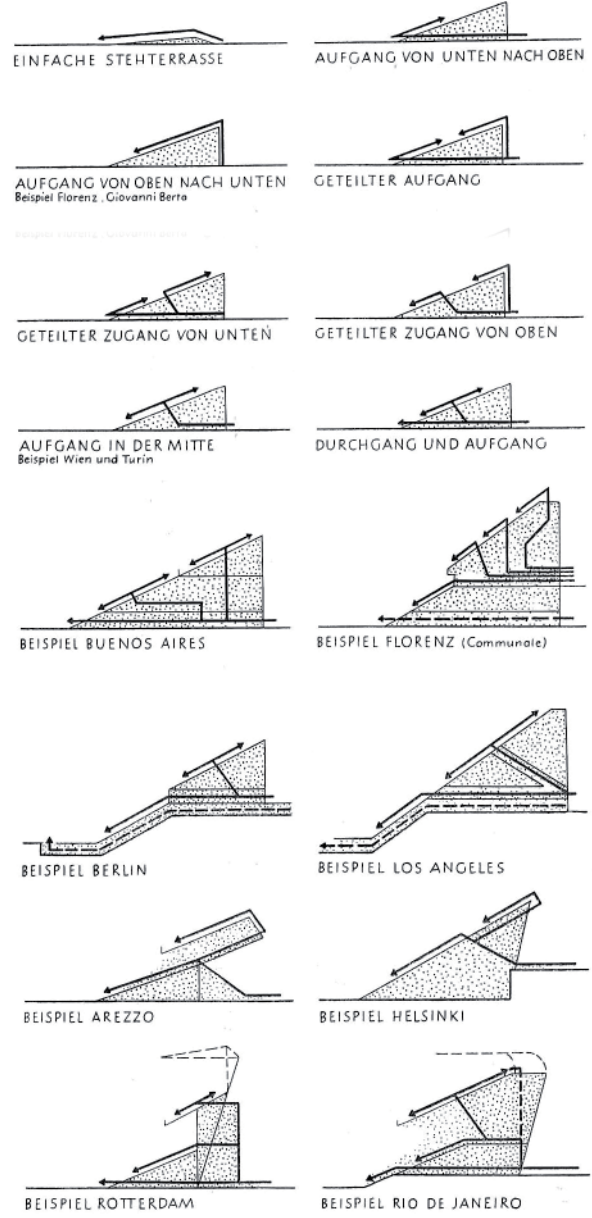 EINFACHE STEHTERRASSE
AUFGANG VON UNTEN NACH OBEN
AUFGANG VON OBEN NACH UNTEN
Beispiel Florenz, Giovanni Berta
GETEILTER AUFGANG
GETEILTER ZUGANG VON UNTEN
GETEILTER ZUGANG VON OBEN
AUFGANG IN DER MITTE
Beispiel Wien und Turin
DURCHGANG UND AUFGANG
BEISPIEL BUENOS AIRES
BEISPIEL FLORENZ (Communale)
BEISPIEL BERLIN
BEISPIEL LOS ANGELES
BEISPIEL AREZZO
BEISPIEL HELSINKI
BEISPIEL ROTTERDAM
BEISPIEL RIO DE JANEIRO